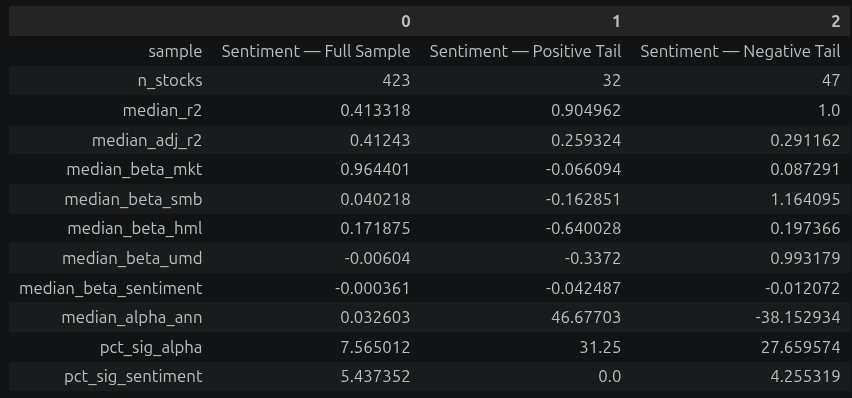 0 1 2
sample Sentiment — Full Sample Sentiment — Positive Tail Sentiment — Negative Tail
n_stocks 423 32 47
median_r2 0.413318 0.904962 1.0
median_adj_r2 0.41243 0.259324 0.291162
median_beta_mkt 0.964401 -0.066094 0.087291
median_beta_smb 0.040218 -0.162851 1.164095
median_beta_hml 0.171875 -0.640028 0.197366
median_beta_umd -0.00604 -0.3372 0.993179
median_beta_sentiment -0.000361 -0.042487 -0.012072
median_alpha_ann 0.032603 46.67703 -38.152934
pct_sig_alpha 7.565012 31.25 27.659574
pct_sig_sentiment 5.437352 0.0 4.255319